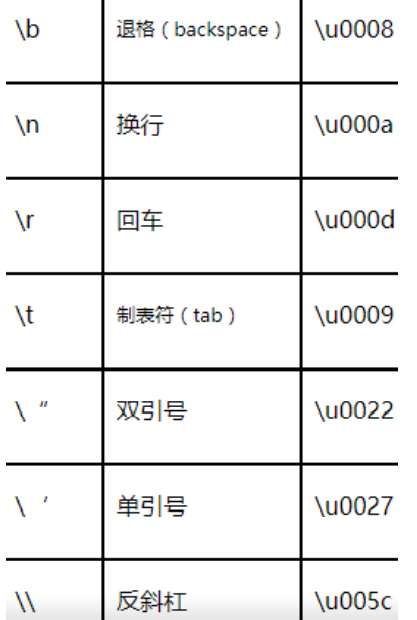 \b 退格（backspace） \u0008
\n 换行 \u000a
\r 回车 \u000d
\t 制表符（tab） \u0009
\ “ 双引号 \u0022
\ ‘ 单引号 \u0027
\\ 反斜杠 \u005c